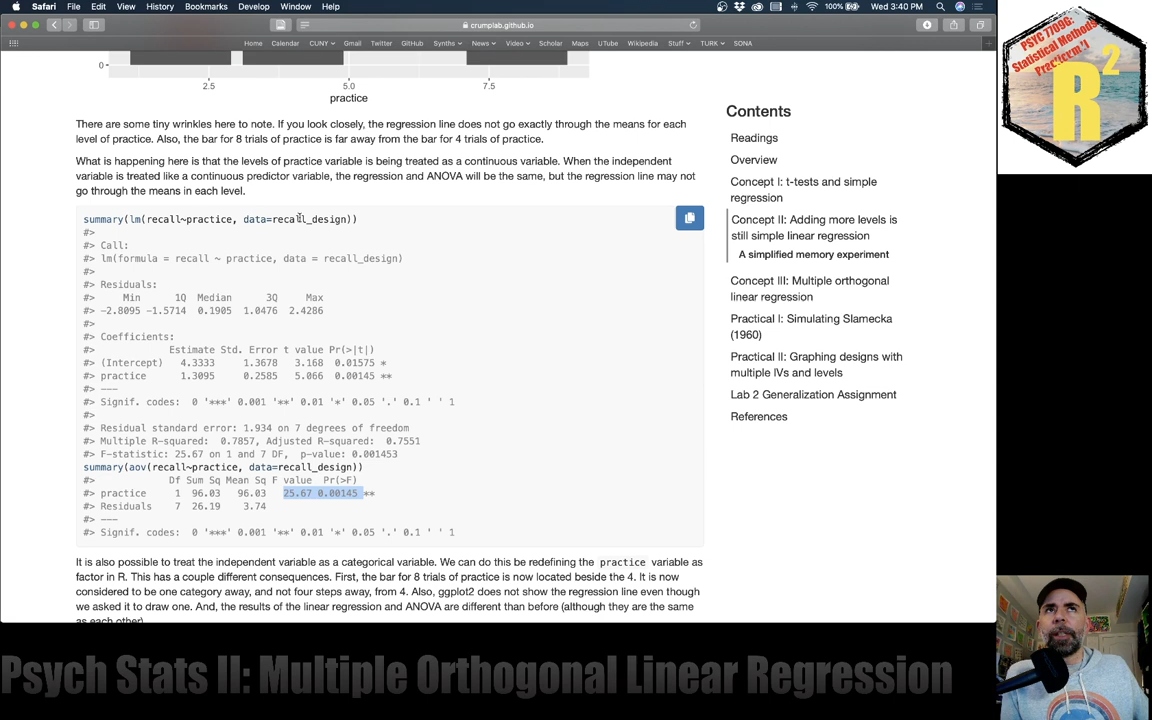 Safari File Edit View History Bookmarks Develop Window Help
100% Wed 3:40 PM
crumplab.github.io
Home Calendar CUNY Gmail Twitter GitHub Synths News Video Scholar Maps UTube Wikipedia Stuff TURK SONA
PSYC 7709G:
Statistical Methods
Practicum 1
R2
0
2.5 5.0 7.5
practice
There are some tiny wrinkles here to note. If you look closely, the regression line does not go exactly through the means for each
level of practice. Also, the bar for 8 trials of practice is far away from the bar for 4 trials of practice.
What is happening here is that the levels of practice variable is being treated as a continuous variable. When the independent
variable is treated like a continuous predictor variable, the regression and ANOVA will be the same, but the regression line may not
go through the means in each level.
summary(lm(recall~practice, data=recall_design))
#>
#> Call:
#> lm(formula = recall ~ practice, data = recall_design)
#>
#> Residuals:
#> Min 1Q Median 3Q Max
#> -2.8095 -1.5714 0.1905 1.0476 2.4286
#>
#> Coefficients:
#> Estimate Std. Error t value Pr(>|t|)
#> (Intercept) 4.3333 1.3678 3.168 0.01575 *
#> practice 1.3095 0.2585 5.066 0.00145 **
#> ---
#> Signif. codes: 0 '***' 0.001 '**' 0.01 '*' 0.05 '.' 0.1 ' ' 1
#>
#> Residual standard error: 1.934 on 7 degrees of freedom
#> Multiple R-squared: 0.7857, Adjusted R-squared: 0.7551
#> F-statistic: 25.67 on 1 and 7 DF, p-value: 0.001453
summary(aov(recall~practice, data=recall_design))
#> Df Sum Sq Mean Sq F value Pr(>F)
#> practice 1 96.03 96.03 25.67 0.00145 **
#> Residuals 7 26.19 3.74
#> ---
#> Signif. codes: 0 '***' 0.001 '**' 0.01 '*' 0.05 '.' 0.1 ' ' 1
It is also possible to treat the independent variable as a categorical variable. We can do this be redefining the practice variable as
factor in R. This has a couple different consequences. First, the bar for 8 trials of practice is now located beside the 4. It is now
considered to be one category away, and not four steps away, from 4. Also, ggplot2 does not show the regression line even though
we asked it to draw one. And, the results of the linear regression and ANOVA are different than before (although they are the same
as each other).
Contents
Readings
Overview
Concept I: t-tests and simple
regression
Concept II: Adding more levels is
still simple linear regression
A simplified memory experiment
Concept III: Multiple orthogonal
linear regression
Practical I: Simulating Slamecka
(1960)
Practical II: Graphing designs with
multiple IVs and levels
Lab 2 Generalization Assignment
References
Psych Stats II: Multiple Orthogonal Linear Regression